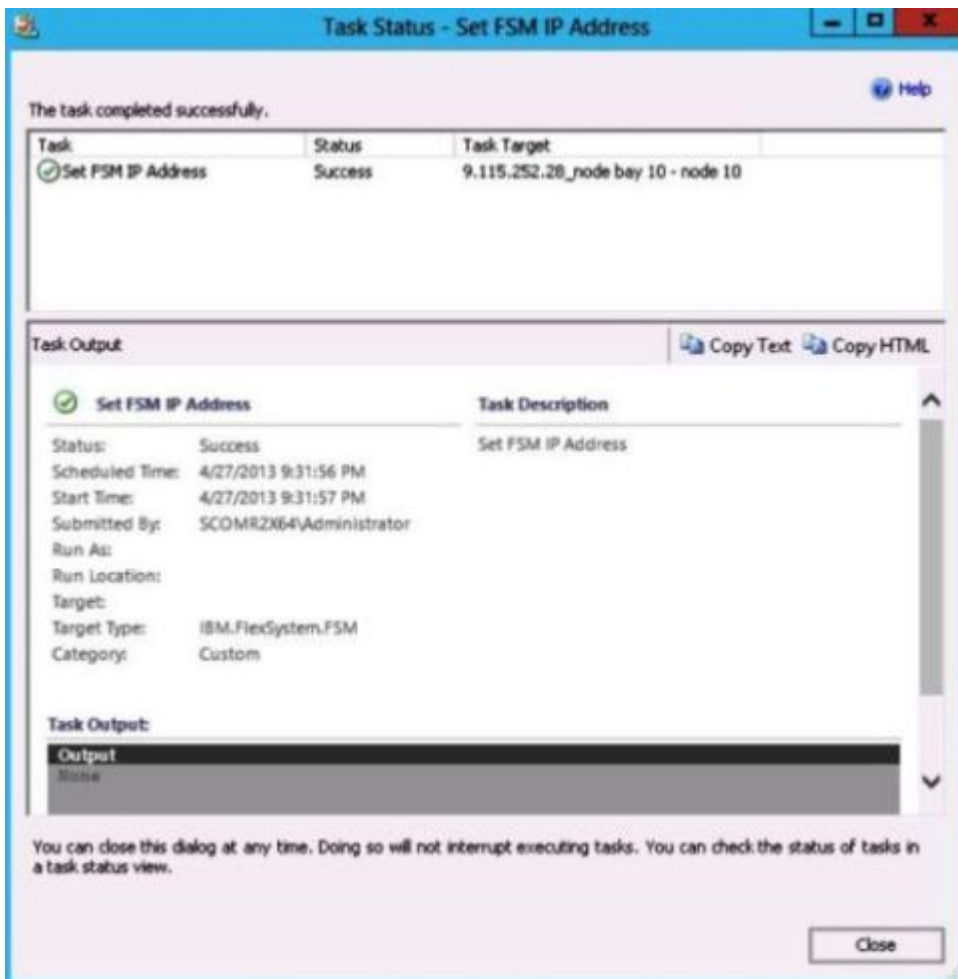 Task Status - Set FSM IP Address
Help
The task completed successfully.
Task Status Task Target
Set FSM IP Address Success 9.115.252.28_node bay 10 - node 10
Task Output Copy Text Copy HTML
Set FSM IP Address Task Description
Status: Success Set FSM IP Address
Scheduled Time: 4/27/2013 9:31:56 PM
Start Time: 4/27/2013 9:31:57 PM
Submitted By: SCOMR2X64\Administrator
Run As:
Run Location:
Target:
Target Type: IBM.FlexSystem.FSM
Category: Custom
Task Output:
Output
None
You can close this dialog at any time. Doing so will not interrupt executing tasks. You can check the status of tasks in
a task status view.
Close